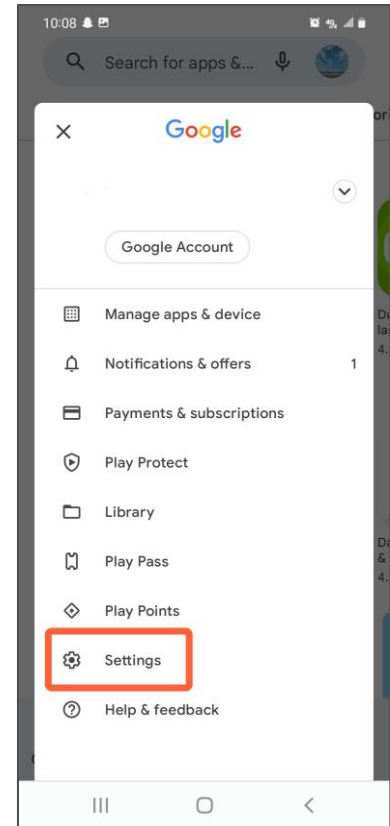 10:08
Search for apps &...
Google
Google Account
Manage apps & device
Notifications & offers 1
Payments & subscriptions
Play Protect
Library
Play Pass
Play Points
Settings
Help & feedback